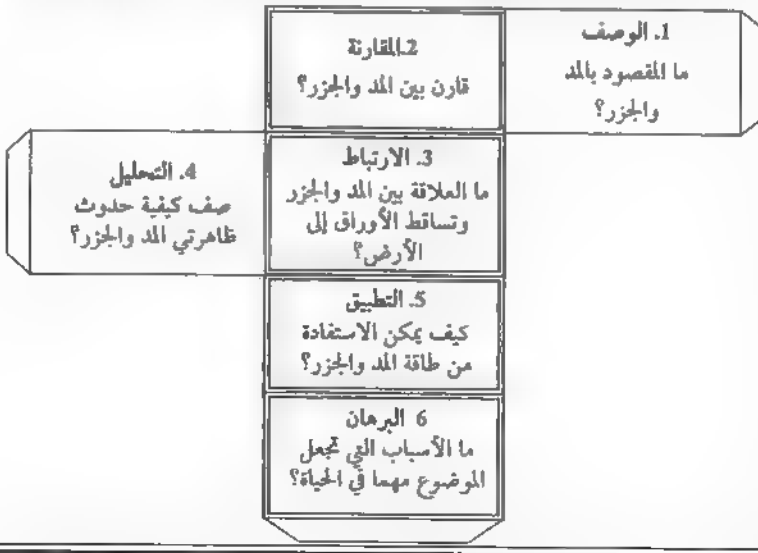 1. الوصف
ما المقصود بالمد
والجزر؟
2.المقارنة
قارن بين المد والجزر؟
3. الارتباط
ما العلاقة بين المد والجزر
وتساقط الأوراق إلى
الأرض؟
4. التحليل
صف كيفية حدوث
ظاهرتي المد والجزر؟
5. التطبيق
كيف يمكن الاستفادة
من طاقة المد والجزر؟
6 البرهان
ما الأسباب التي تجعل
الموضوع مهما في الحياة؟